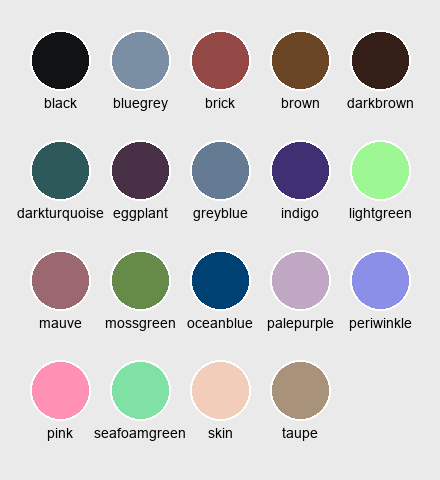 black bluegrey brick brown darkbrown
darkturquoise eggplant greyblue indigo lightgreen
mauve mossgreen oceanblue palepurple periwinkle
pink seafoamgreen skin taupe